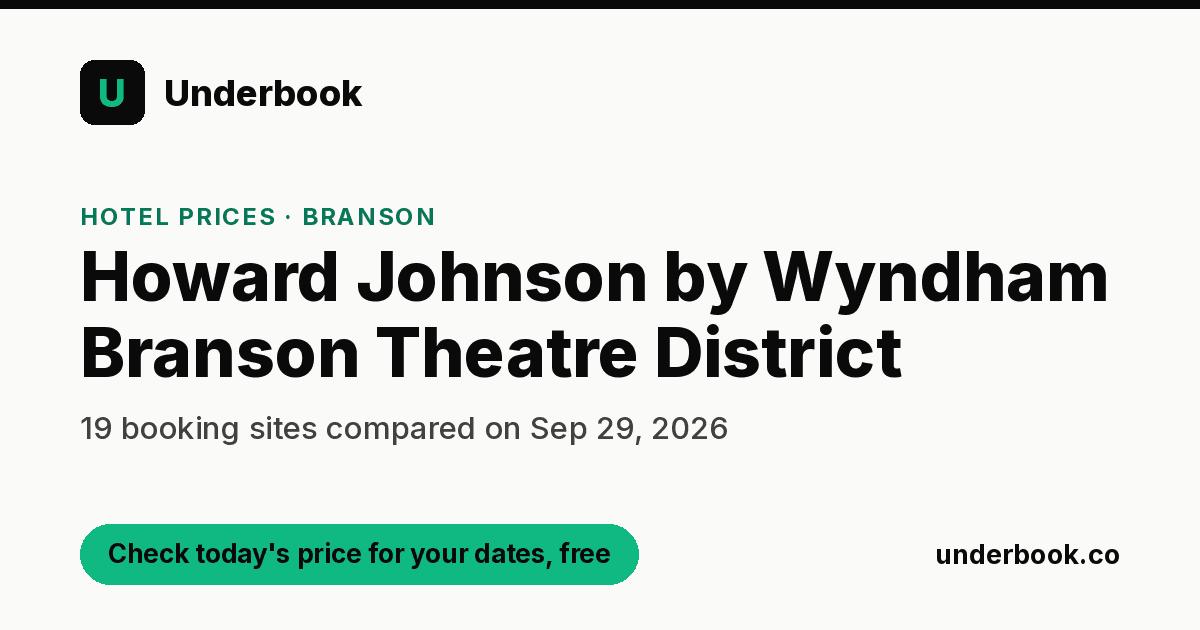 U Underbook
HOTEL PRICES · BRANSON
Howard Johnson by Wyndham
Branson Theatre District
19 booking sites compared on Sep 29, 2026
Check today's price for your dates, free
underbook.co